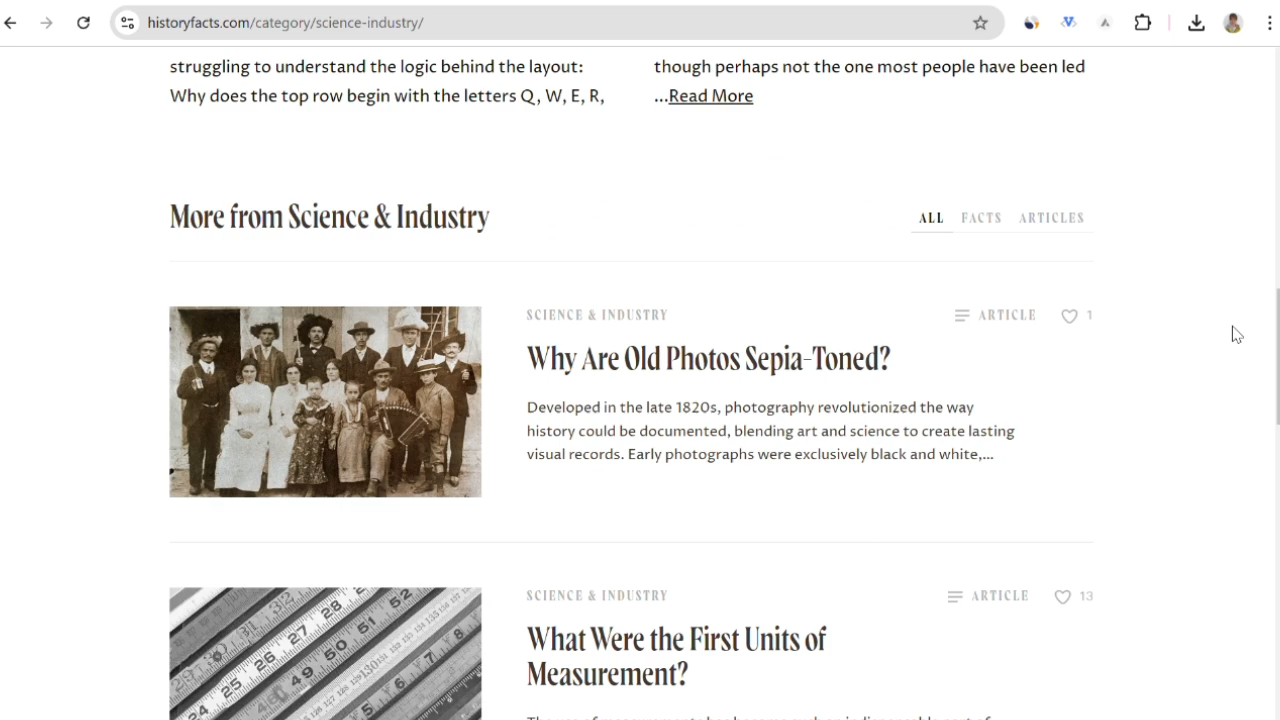 historyfacts.com/category/science-industry/
struggling to understand the logic behind the layout:
Why does the top row begin with the letters Q, W, E, R,
though perhaps not the one most people have been led
...Read More
More from Science & Industry
ALL FACTS ARTICLES
SCIENCE & INDUSTRY ARTICLE 1
Why Are Old Photos Sepia-Toned?
Developed in the late 1820s, photography revolutionized the way
history could be documented, blending art and science to create lasting
visual records. Early photographs were exclusively black and white,...
SCIENCE & INDUSTRY ARTICLE 13
What Were the First Units of
Measurement?